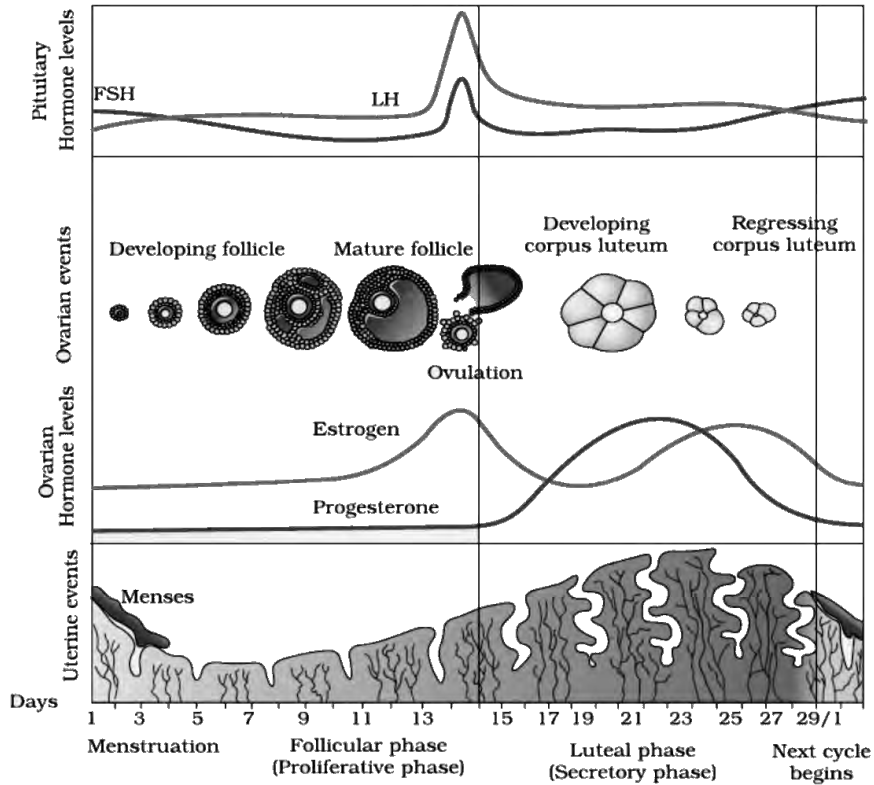 Pituitary
Hormone levels
FSH
LH
Ovarian events
Developing follicle
Mature follicle
Developing
corpus luteum
Regressing
corpus luteum
Ovulation
Ovarian
Hormone levels
Estrogen
Progesterone
Uterine events
Menses
Days
1 3 5 7 9 11 13 15 17 19 21 23 25 27 29/1
Menstruation
Follicular phase
(Proliferative phase)
Luteal phase
(Secretory phase)
Next cycle
begins